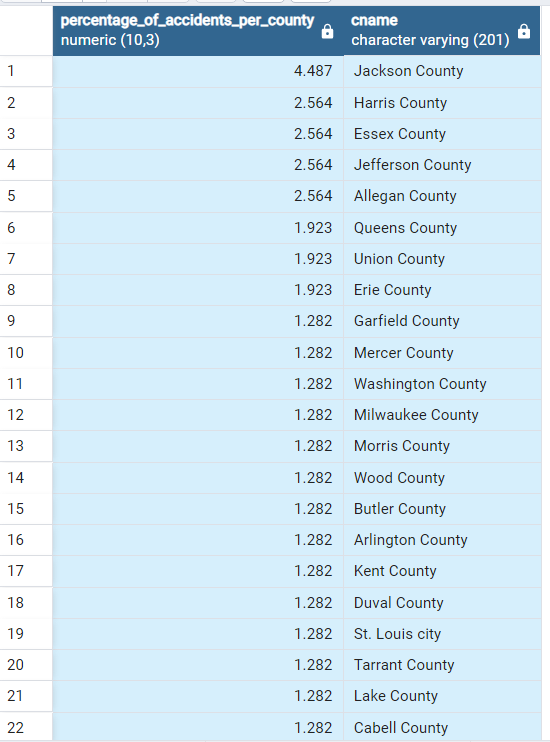 percentage_of_accidents_per_county cname
numeric (10,3) character varying (201)
1 4.487 Jackson County
2 2.564 Harris County
3 2.564 Essex County
4 2.564 Jefferson County
5 2.564 Allegan County
6 1.923 Queens County
7 1.923 Union County
8 1.923 Erie County
9 1.282 Garfield County
10 1.282 Mercer County
11 1.282 Washington County
12 1.282 Milwaukee County
13 1.282 Morris County
14 1.282 Wood County
15 1.282 Butler County
16 1.282 Arlington County
17 1.282 Kent County
18 1.282 Duval County
19 1.282 St. Louis city
20 1.282 Tarrant County
21 1.282 Lake County
22 1.282 Cabell County